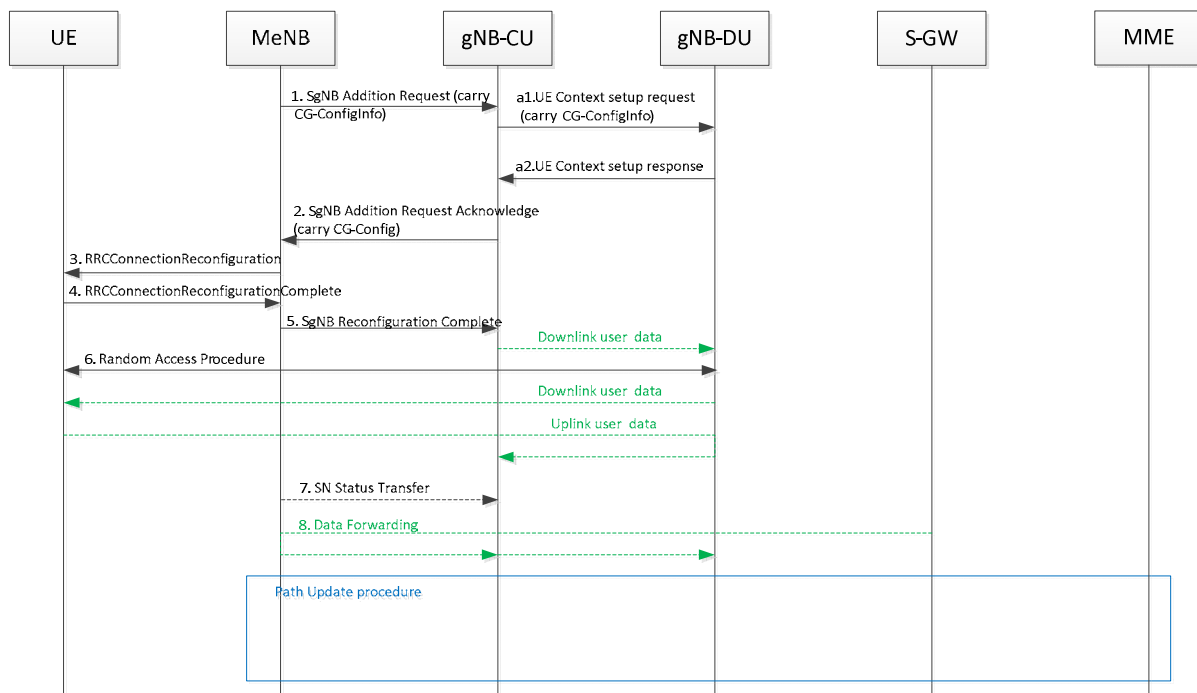 UE
MeNB
gNB-CU
gNB-DU
S-GW
MME
1. SgNB Addition Request (carry
CG-ConfigInfo)
a1.UE Context setup request
(carry CG-ConfigInfo)
a2.UE Context setup response
2. SgNB Addition Request Acknowledge
(carry CG-Config)
3. RRCConnectionReconfiguration
4. RRCConnectionReconfigurationComplete
5. SgNB Reconfiguration Complete
Downlink user data
6. Random Access Procedure
Downlink user data
Uplink user data
7. SN Status Transfer
8. Data Forwarding
Path Update procedure